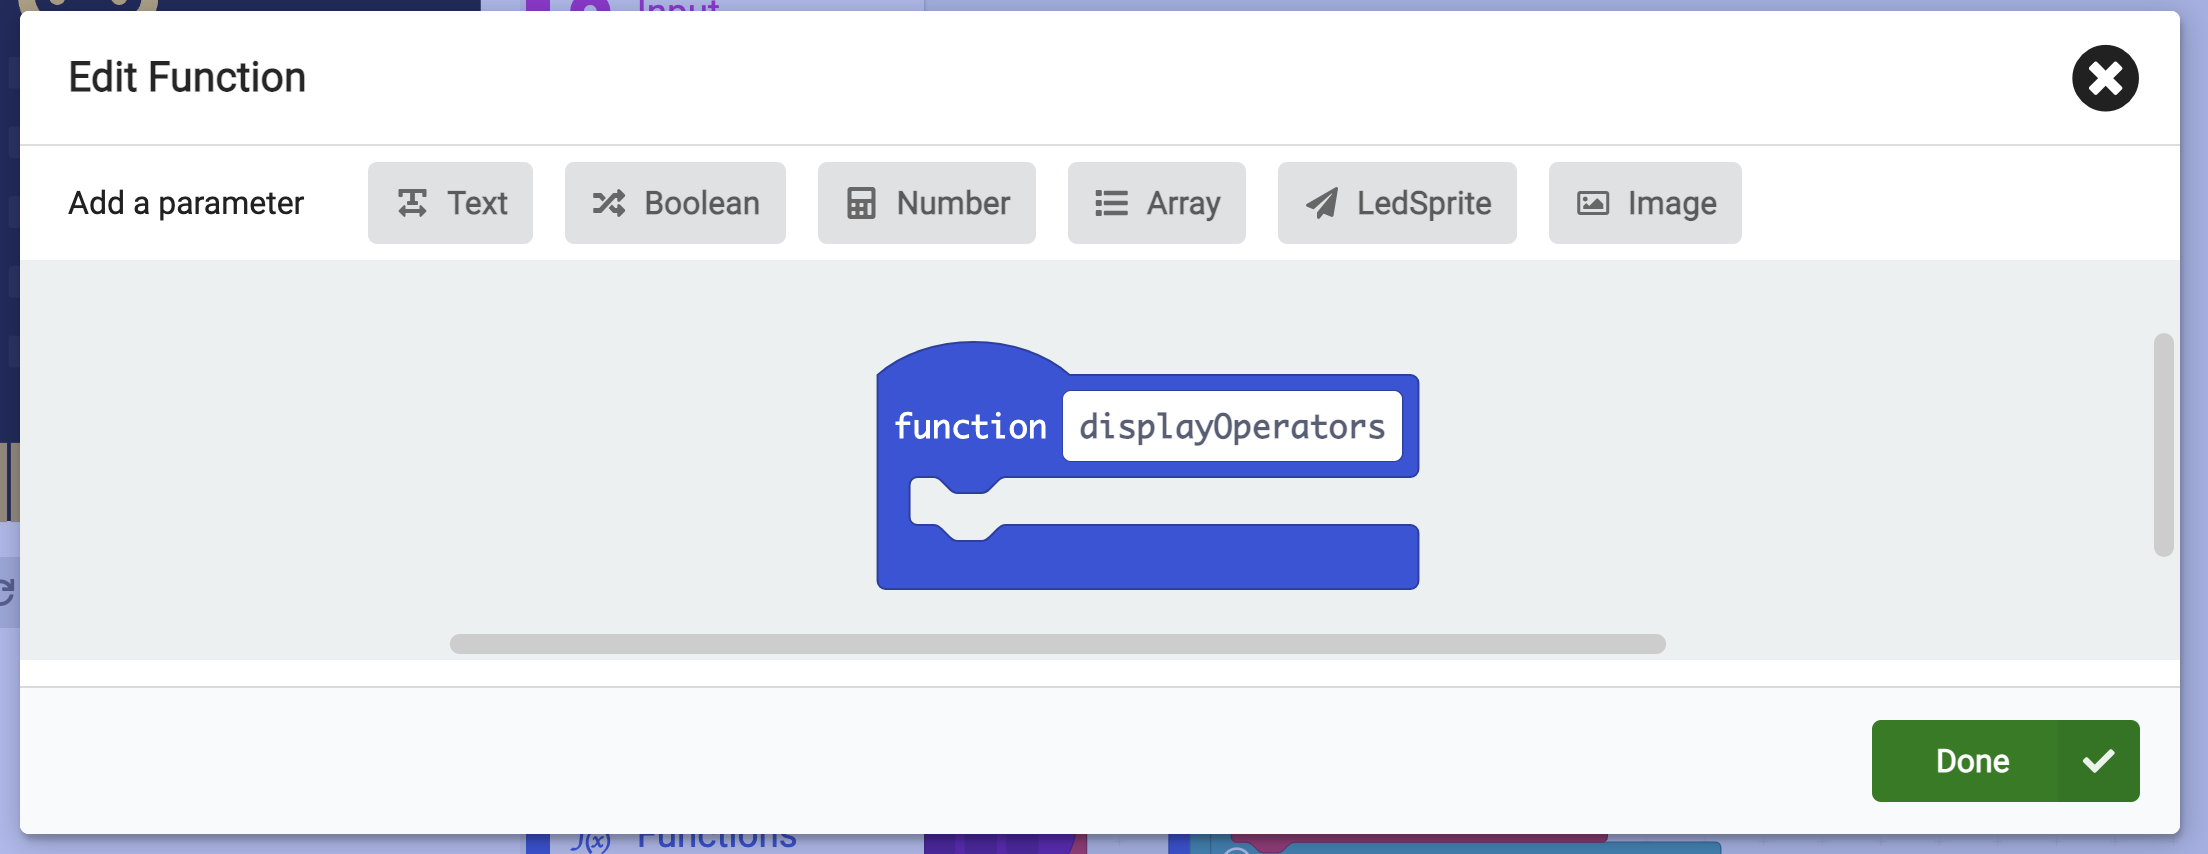 Input
Edit Function
Add a parameter Text Boolean Number Array LedSprite Image
function displayOperators
Done
f(x) Functions